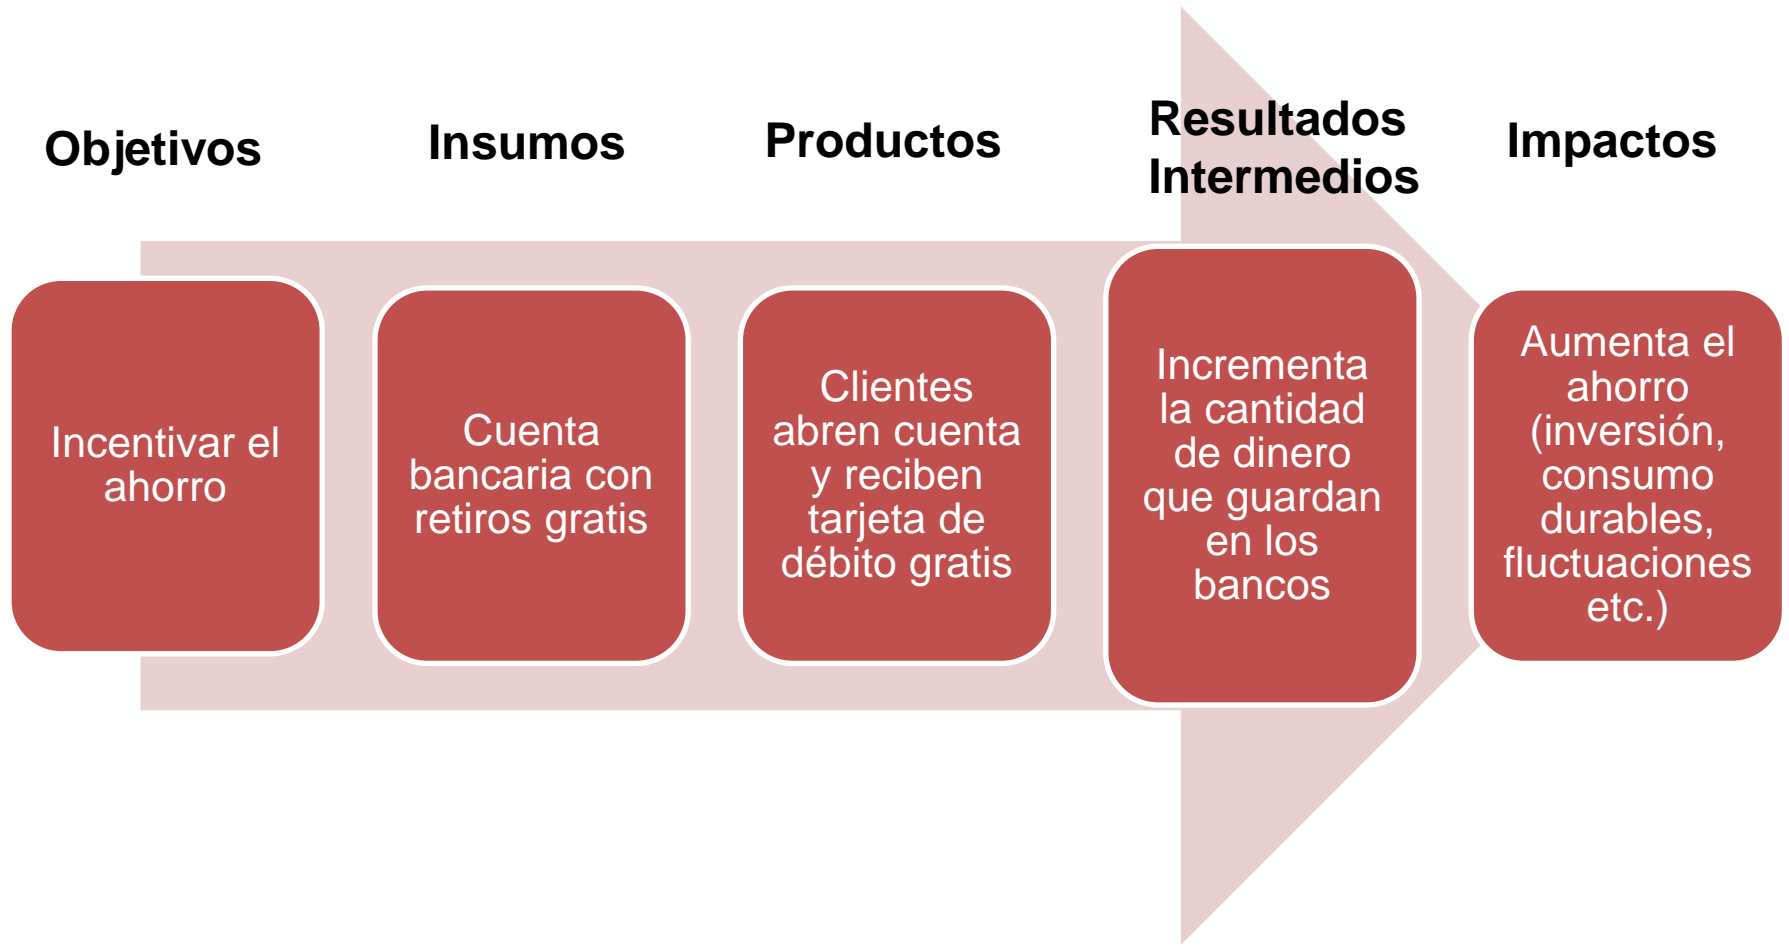 Objetivos
Insumos
Productos
Resultados
Intermedios
Impactos
Incentivar el
ahorro
Cuenta
bancaria con
retiros gratis
Clientes
abren cuenta
y reciben
tarjeta de
débito gratis
Incrementa
la cantidad
de dinero
que guardan
en los
bancos
Aumenta el
ahorro
(inversión,
consumo
durables,
fluctuaciones
etc.)